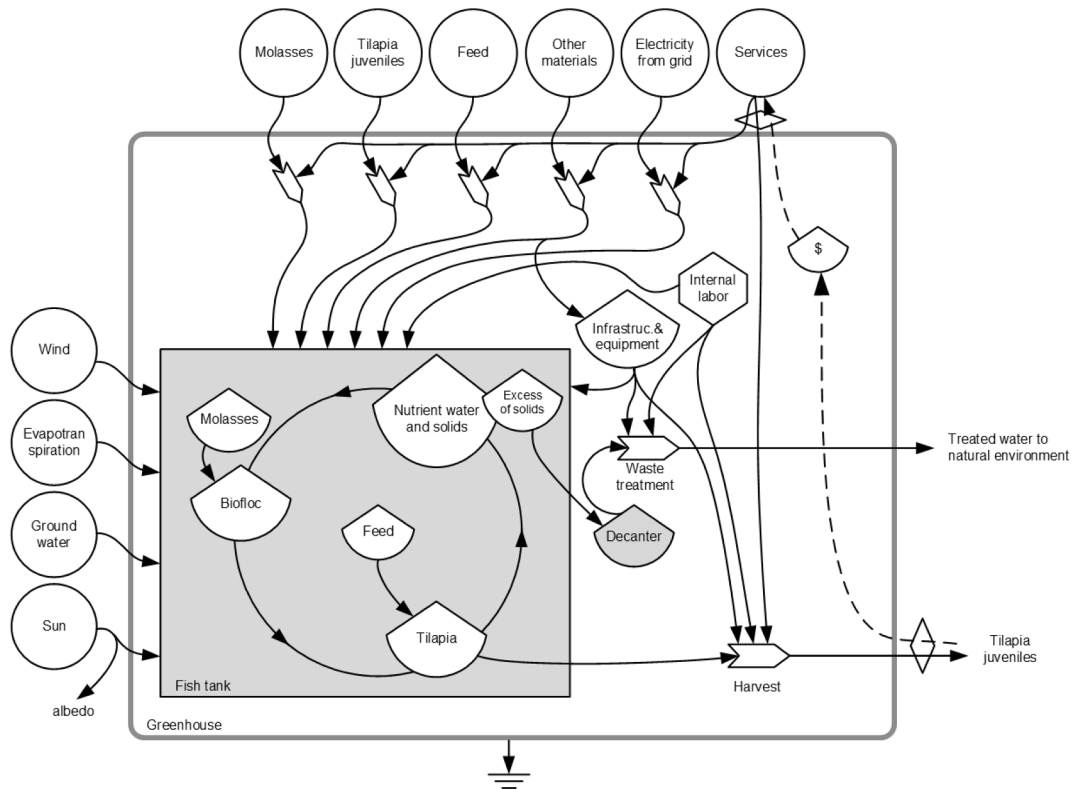 Molasses
Tilapia
juveniles
Feed
Other
materials
Electricity
from grid
Services
$
Internal
labor
Infrastruc.&
equipment
Wind
Evapotran
spiration
Ground
water
Sun
albedo
Molasses
Nutrient water
and solids
Excess
of solids
Biofloc
Feed
Tilapia
Fish tank
Waste
treatment
Decanter
Treated water to
natural environment
Harvest
Tilapia
juveniles
Greenhouse